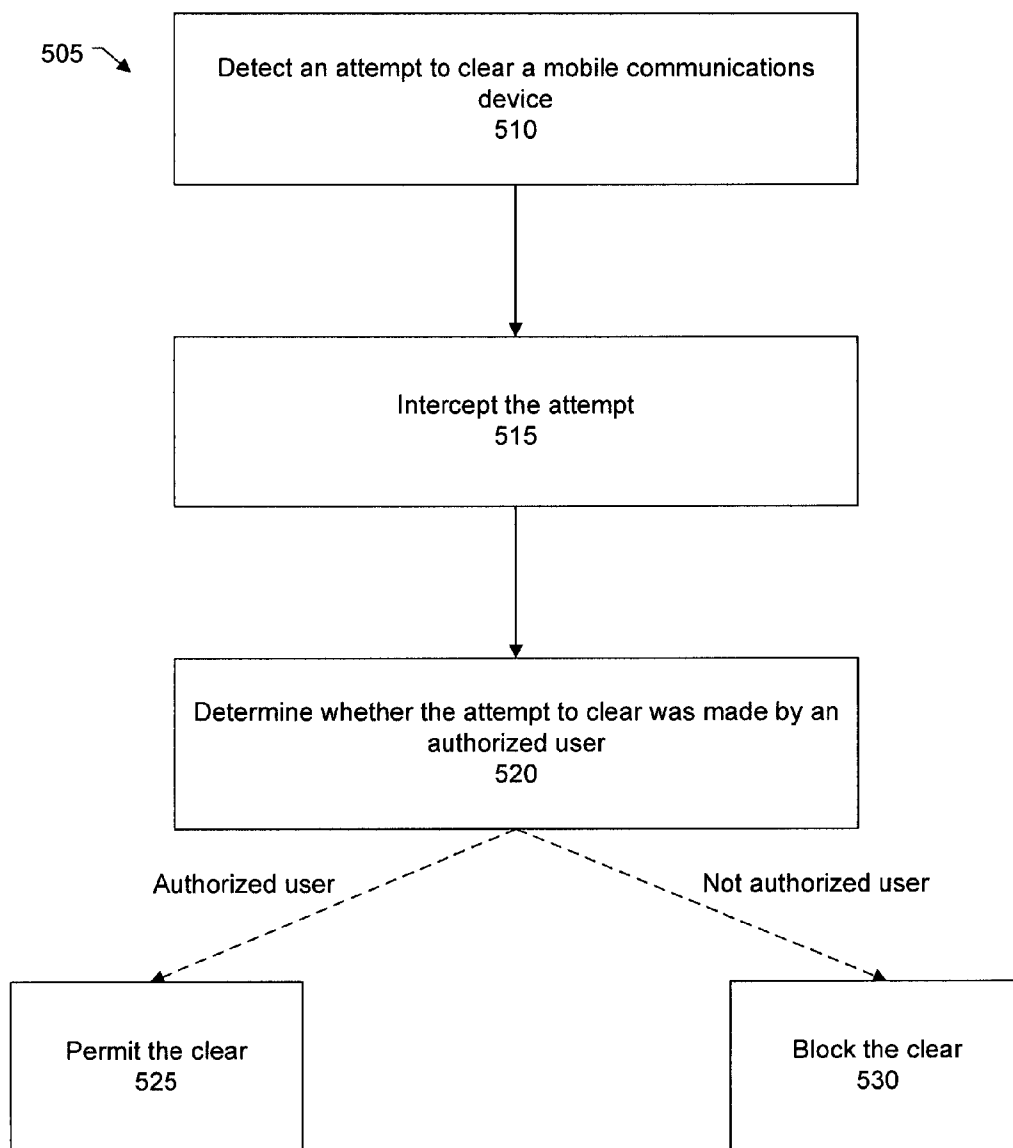 505
Detect an attempt to clear a mobile communications
device
510
Intercept the attempt
515
Determine whether the attempt to clear was made by an
authorized user
520
Authorized user
Not authorized user
Permit the clear
525
Block the clear
530